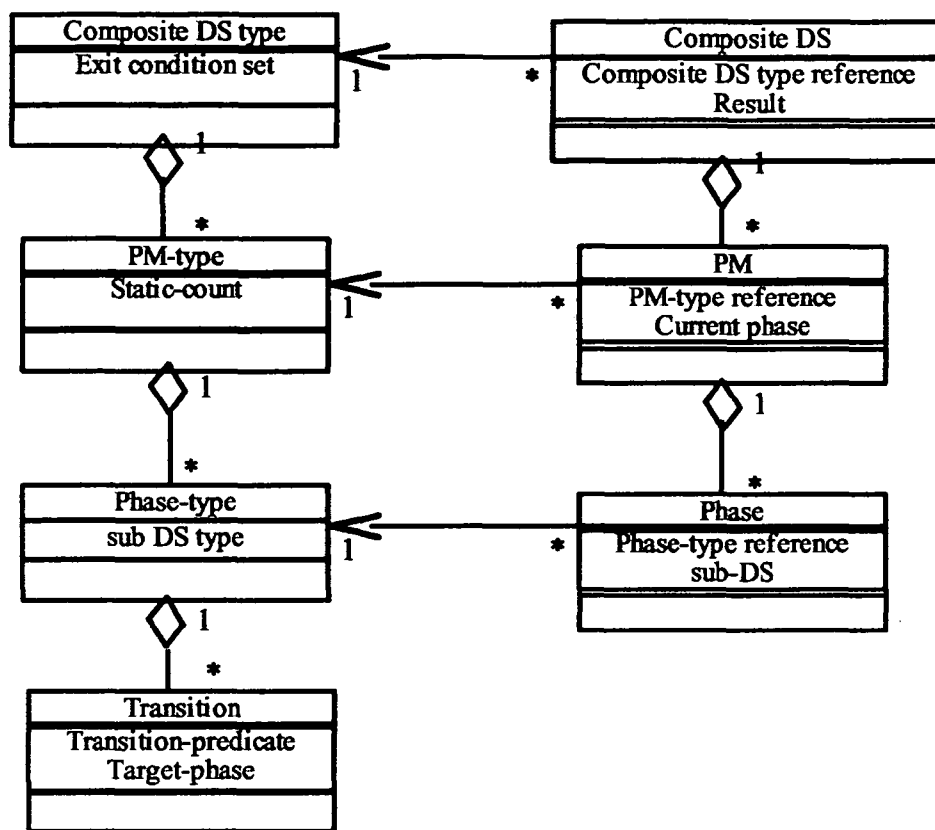 Composite DS type
Exit condition set
1
*
Composite DS
Composite DS type reference
Result
1
*
1
*
PM-type
Static-count
1
*
PM
PM-type reference
Current phase
1
*
1
*
Phase-type
sub DS type
1
*
Phase
Phase-type reference
sub-DS
1
*
Transition
Transition-predicate
Target-phase